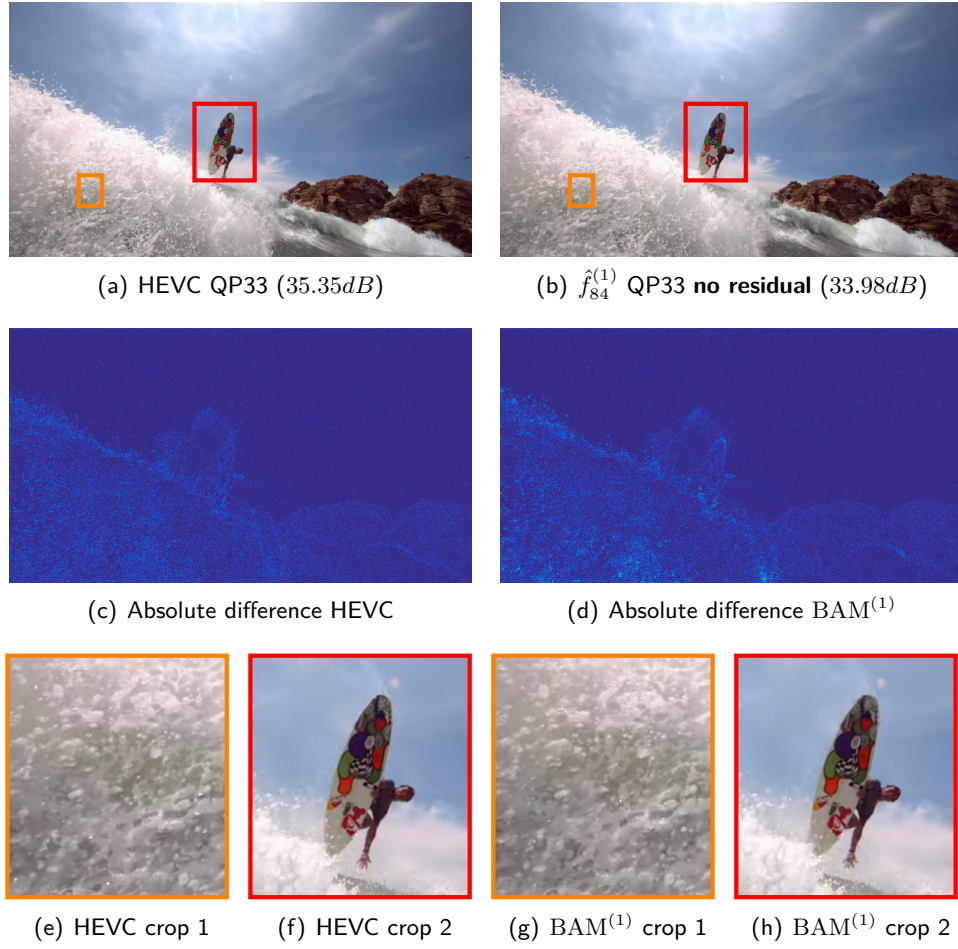 (a) HEVC QP33 (35.35dB)
(b) f̂₈₄⁽¹⁾ QP33 no residual (33.98dB)
(c) Absolute difference HEVC
(d) Absolute difference BAM⁽¹⁾
(e) HEVC crop 1
(f) HEVC crop 2
(g) BAM⁽¹⁾ crop 1
(h) BAM⁽¹⁾ crop 2